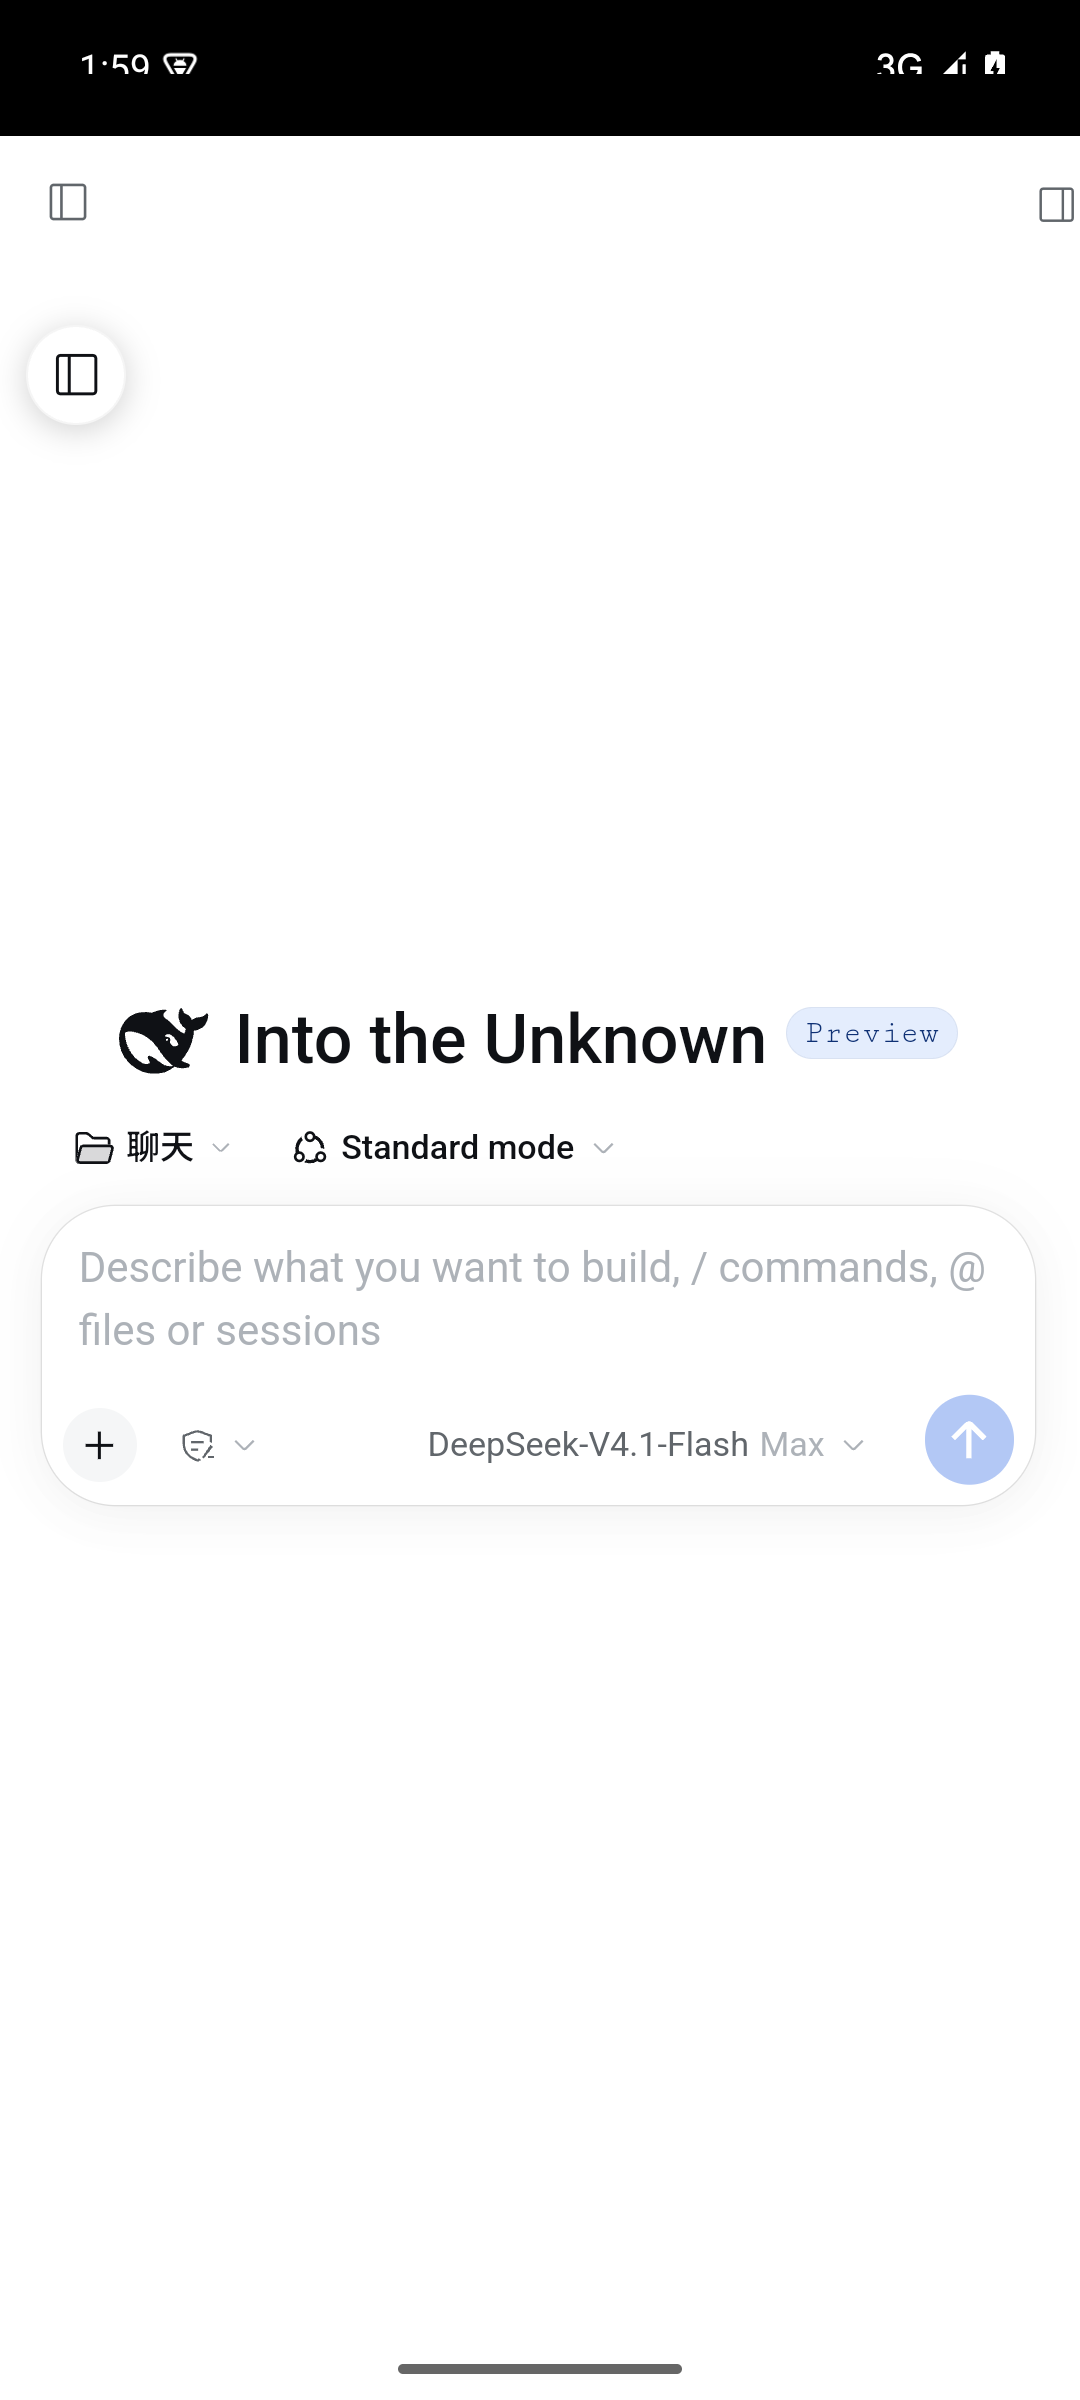 1:59
3G
Into the Unknown
Preview
聊天
Standard mode
Describe what you want to build, / commands, @
files or sessions
DeepSeek-V4.1-Flash Max